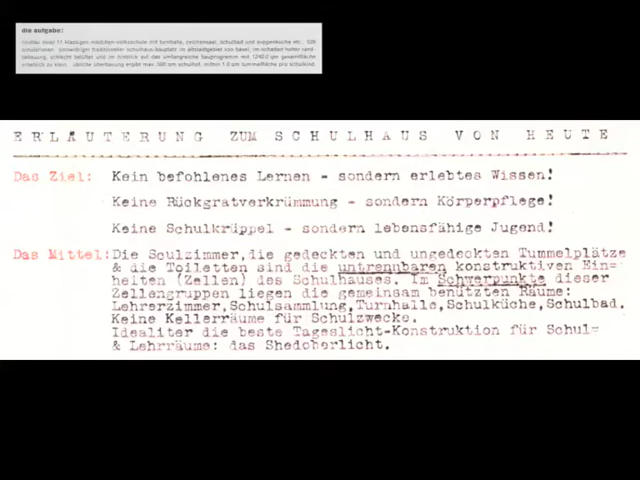 die aufgabe:
ERLÄUTERUNG ZUM SCHULHAUS VON HEUTE
Das Ziel: Kein befohlenes Lernen - sondern erlebtes Wissen!
Keine Rückgratverkrümmung - sondern Körperpflege!
Keine Schulkrüppel - sondern lebensfähige Jugend!
Das Mittel: Die Sculzimmer, die gedeckten und ungedeckten Tummelplätze
& die Toiletten sind die untrennbaren konstruktiven Ein=
heiten (Zellen) des Schulhauses. Im Schwerpunkte dieser
Zellengruppen liegen die gemeinsam benützten Räume:
Lehrerzimmer, Schulsammlung, Turnhalle, Schulküche, Schulbad.
Keine Kellerräume für Schulzwecke.
Idealiter die beste Tageslicht-Konstruktion für Schul=
& Lehrräume: das Shedoberlicht.